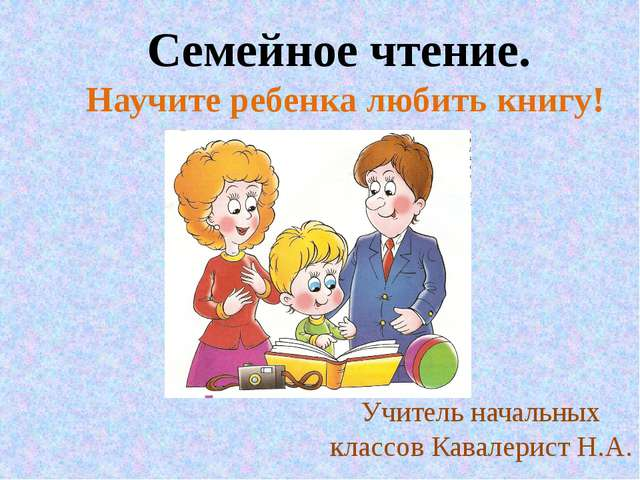 Семейное чтение.
Научите ребенка любить книгу!
Учитель начальных
классов Кавалерист Н.А.